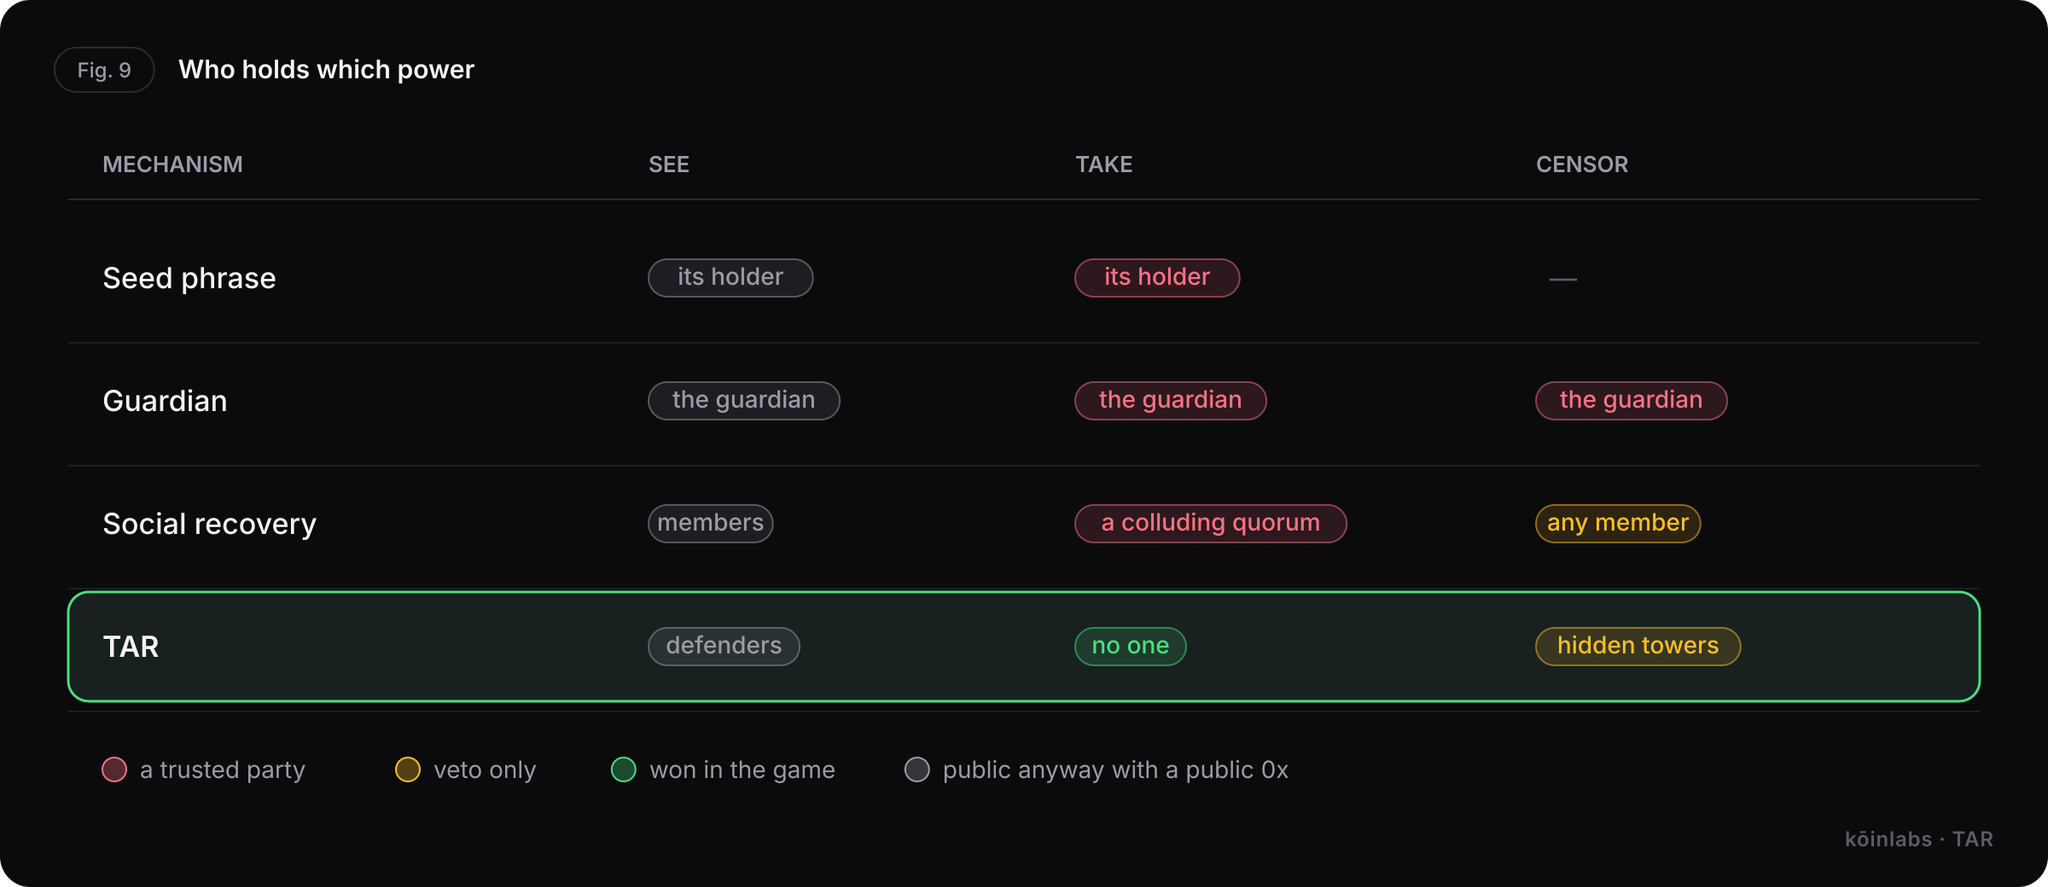 Fig. 9 Who holds which power
MECHANISM SEE TAKE CENSOR
Seed phrase its holder its holder —
Guardian the guardian the guardian the guardian
Social recovery members a colluding quorum any member
TAR defenders no one hidden towers
a trusted party veto only won in the game public anyway with a public 0x
kōinlabs · TAR